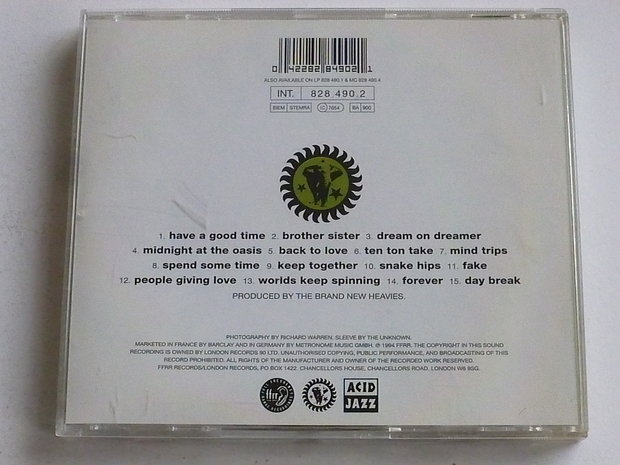 0 42282 84902 1
ALSO AVAILABLE ON LP 828 490.1 & MC 828 490.4
INT. 828 490.2
BIEM STEMRA LC 7654 BA 900
1. have a good time 2. brother sister 3. dream on dreamer
4. midnight at the oasis 5. back to love 6. ten ton take 7. mind trips
8. spend some time 9. keep together 10. snake hips 11. fake
12. people giving love 13. worlds keep spinning 14. forever 15. day break
PRODUCED BY THE BRAND NEW HEAVIES.
PHOTOGRAPHY BY RICHARD WARREN, SLEEVE BY THE UNKNOWN.
MARKETED IN FRANCE BY BARCLAY AND IN GERMANY BY METRONOME MUSIC GMBH. ℗ 1994 FFRR. THE COPYRIGHT IN THIS SOUND
RECORDING IS OWNED BY LONDON RECORDS 90 LTD. UNAUTHORISED COPYING, PUBLIC PERFORMANCE, AND BROADCASTING OF THIS
RECORD PROHIBITED. ALL RIGHTS OF THE MANUFACTURER AND OWNER OF THE RECORDED WORK RESERVED.
FFRR RECORDS/LONDON RECORDS, PO BOX 1422, CHANCELLORS HOUSE, CHANCELLORS ROAD, LONDON W6 9SG.
ffrr
ACID
JAZZ